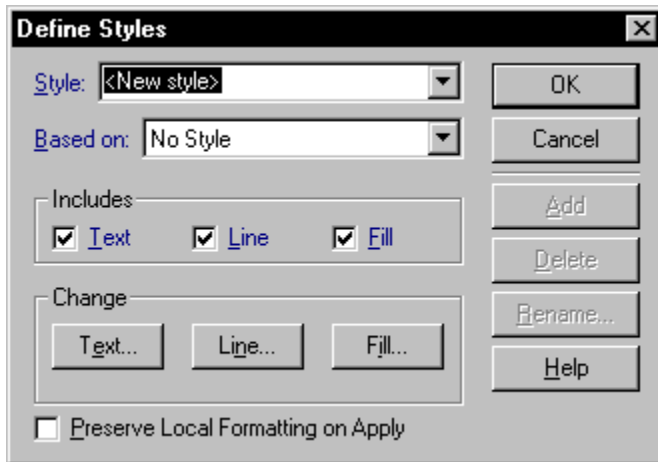 Define Styles
Style: <New style>
OK
Based on: No Style
Cancel
Includes
Text Line Fill
Add
Delete
Change
Text... Line... Fill...
Rename...
Help
Preserve Local Formatting on Apply